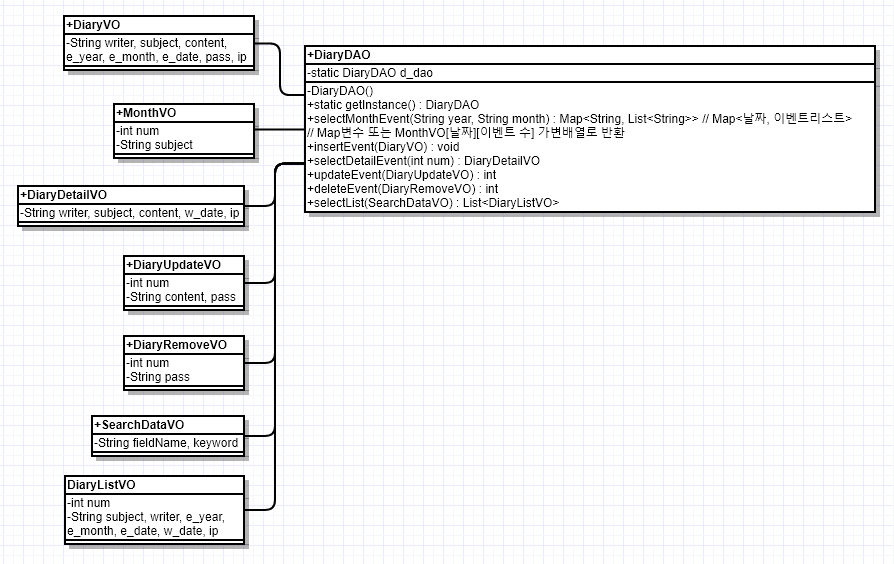 +DiaryVO
-String writer, subject, content,
e_year, e_month, e_date, pass, ip
+MonthVO
-int num
-String subject
+DiaryDetailVO
-String writer, subject, content, w_date, ip
+DiaryUpdateVO
-int num
-String content, pass
+DiaryRemoveVO
-int num
-String pass
+SearchDataVO
-String fieldName, keyword
DiaryListVO
-int num
-String subject, writer, e_year,
e_month, e_date, w_date, ip
+DiaryDAO
-static DiaryDAO d_dao
-DiaryDAO()
+static getInstance() : DiaryDAO
+selectMonthEvent(String year, String month) : Map<String, List<String>> // Map<날짜, 이벤트리스트>
// Map변수 또는 MonthVO[날짜][이벤트 수] 가변배열로 반환
+insertEvent(DiaryVO) : void
+selectDetailEvent(int num) : DiaryDetailVO
+updateEvent(DiaryUpdateVO) : int
+deleteEvent(DiaryRemoveVO) : int
+selectList(SearchDataVO) : List<DiaryListVO>